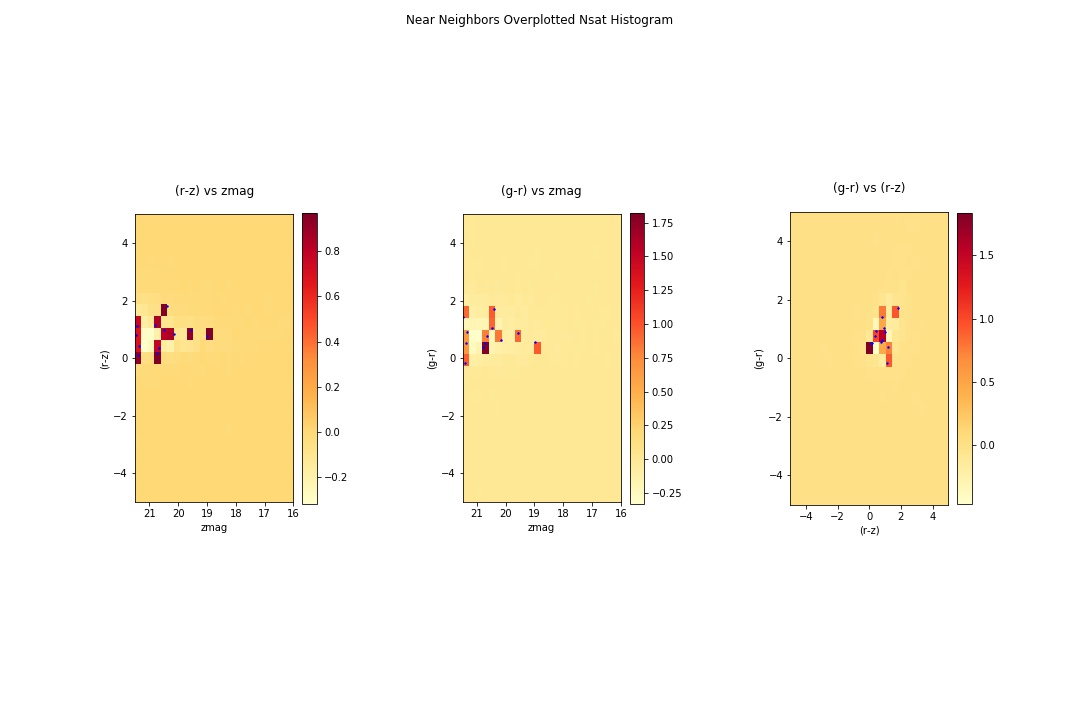 Near Neighbors Overplotted Nsat Histogram
(r-z) vs zmag
4
2
0
−2
−4
(r-z)
21 20 19 18 17 16
zmag
0.8
0.6
0.4
0.2
0.0
−0.2
(g-r) vs zmag
4
2
0
−2
−4
(g-r)
21 20 19 18 17 16
zmag
1.75
1.50
1.25
1.00
0.75
0.50
0.25
0.00
−0.25
(g-r) vs (r-z)
4
2
0
−2
−4
(g-r)
−4 −2 0 2 4
(r-z)
1.5
1.0
0.5
0.0